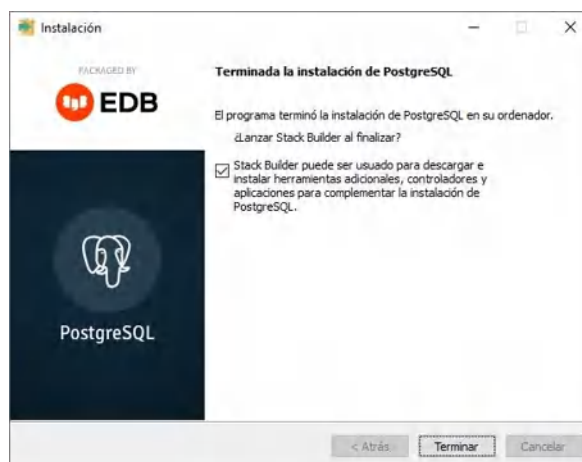 Instalación
PACKAGED BY
EDB
Terminada la instalación de PostgreSQL
El programa terminó la instalación de PostgreSQL en su ordenador.
¿Lanzar Stack Builder al finalizar?
Stack Builder puede ser usado para descargar e
instalar herramientas adicionales, controladores y
aplicaciones para complementar la instalación de
PostgreSQL.
PostgreSQL
< Atrás
Terminar
Cancelar